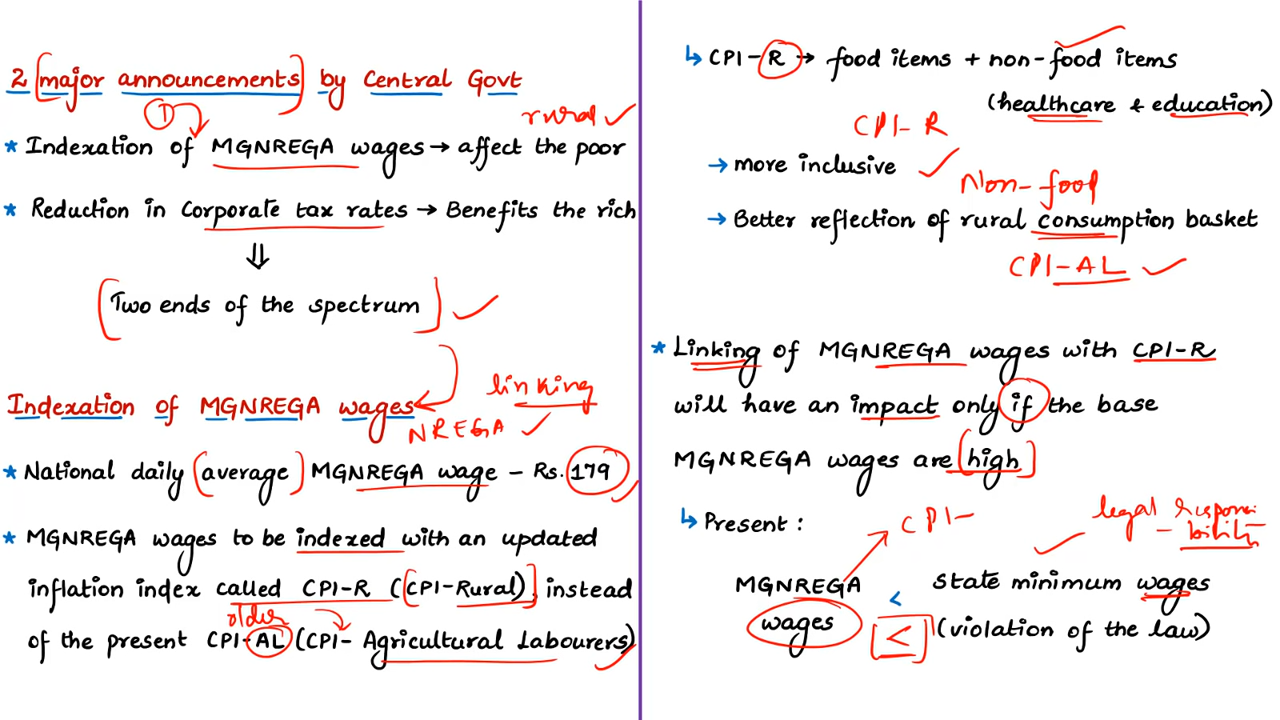 2 [major announcements] by Central Govt
①
rural ✓
* Indexation of MGNREGA wages → affect the poor
* Reduction in corporate tax rates → Benefits the rich
⇓
[Two ends of the spectrum] ✓
linking
Indexation of MGNREGA wages
NREGA ✓
* National daily (average) MGNREGA wage – Rs. 179
* MGNREGA wages to be indexed with an updated
inflation index called CPI-R (CPI-Rural), instead
older
of the present CPI-AL (CPI- Agricultural Labourers)
↳ CPI-R → food items + non-food items
(healthcare & education)
CPI-R
→ more inclusive ✓
Non-food
→ Better reflection of rural consumption basket
CPI-AL ✓
* Linking of MGNREGA wages with CPI-R
will have an impact only if the base
MGNREGA wages are [high]
↳ Present :
CPI-
legal responsi
- bility
MGNREGA < state minimum wages
wages [<] (violation of the law)